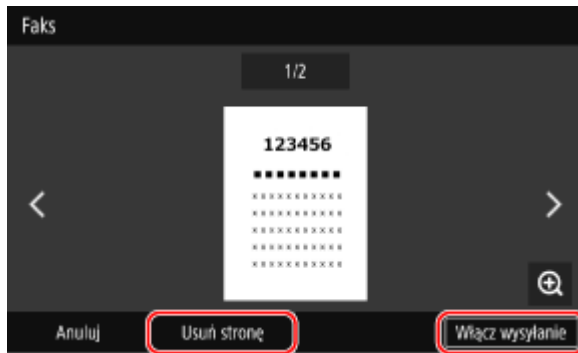 Faks
1/2
123456
Anuluj
Usuń stronę
Włącz wysyłanie